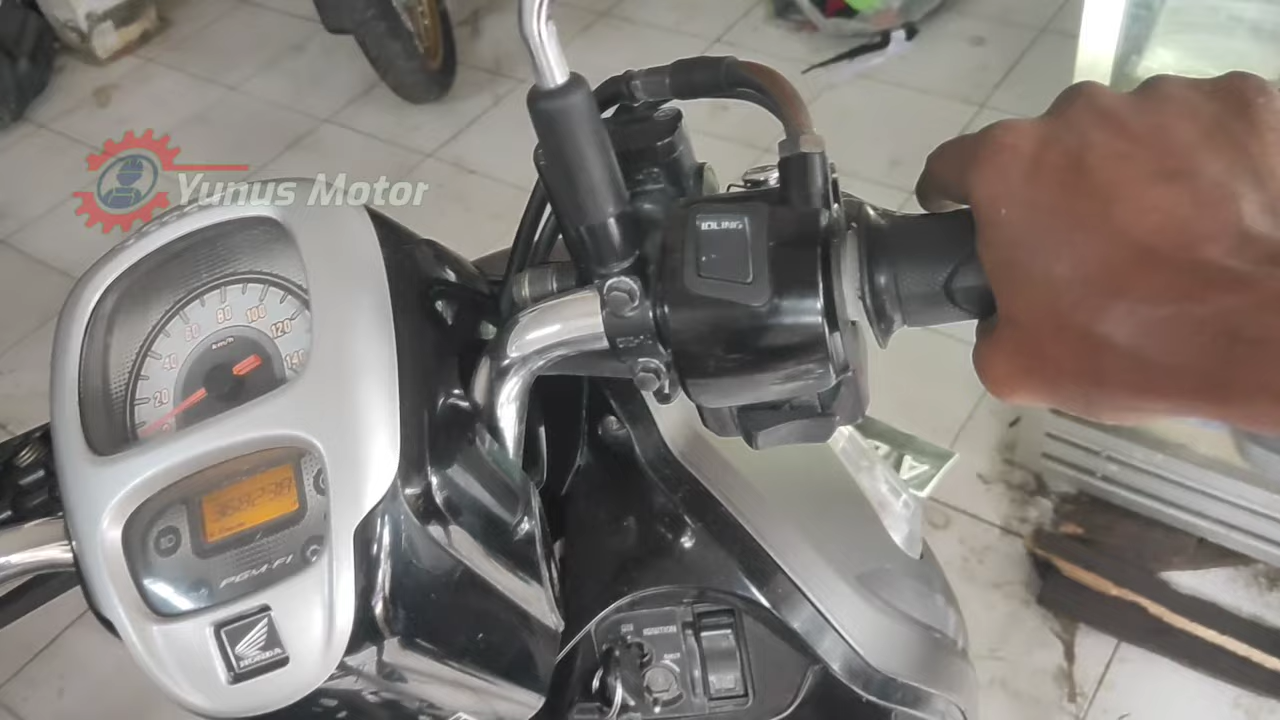 Yunus Motor
IDLING
20
40
60
80
100
120
140
km/h
PGM-FI
HONDA
IGNITION